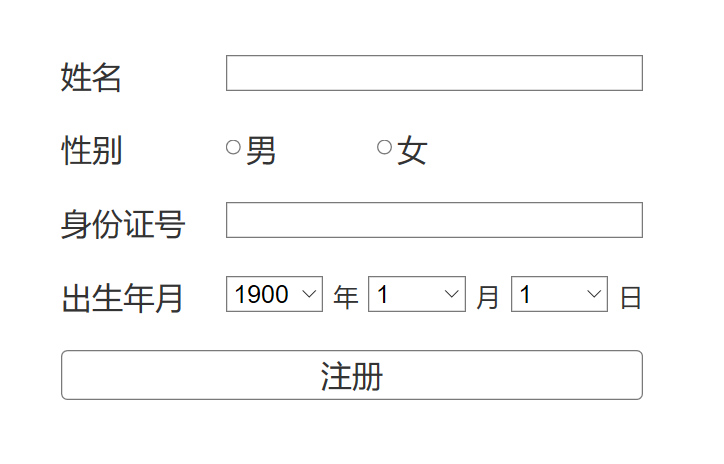 姓名
性别 男 女
身份证号
出生年月 1900 年 1 月 1 日
注册